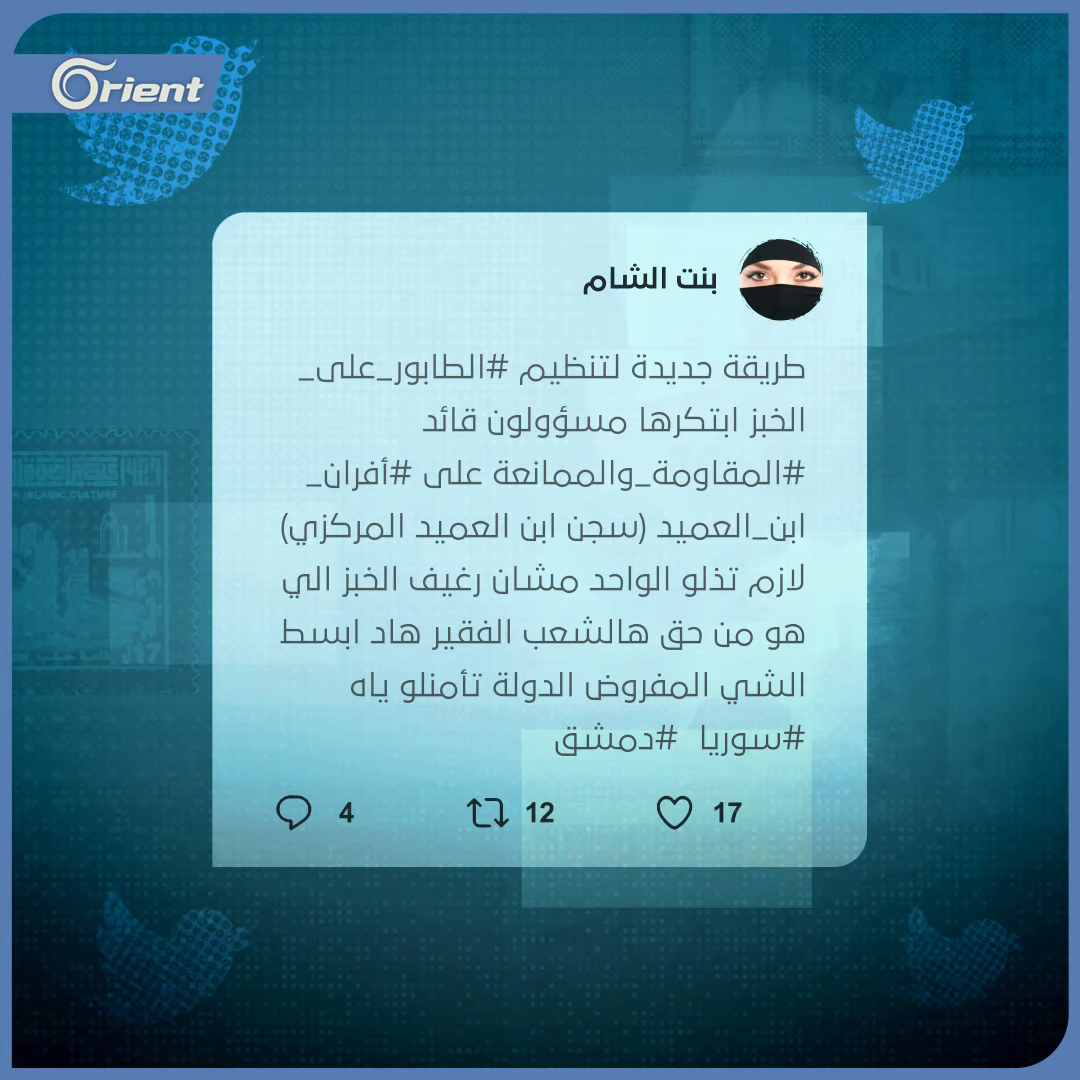 Orient
بنت الشام
طريقة جديدة لتنظيم #الطابور_على_
الخبز ابتكرها مسؤولون قائد
#المقاومة_والممانعة على #أفران_
ابن_العميد (سجن ابن العميد المركزي)
لازم تذلو الواحد مشان رغيف الخبز الي
هو من حق هالشعب الفقير هاد ابسط
الشي المفروض الدولة تأمنلو ياه
#سوريا #دمشق
4 12 17